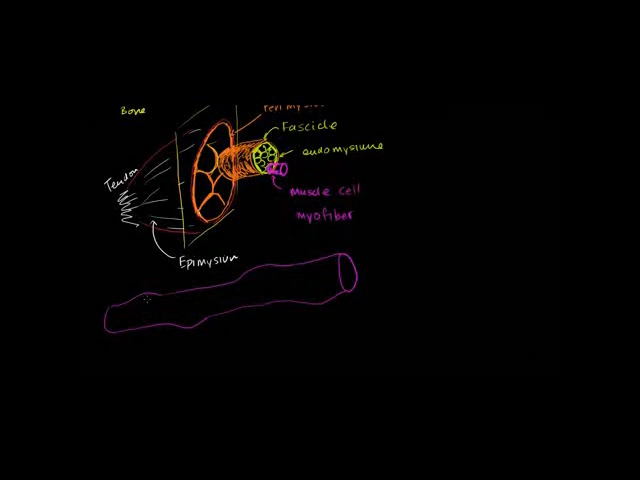 Bone
Fascicle
endomysium
Tendon
muscle cell
myofiber
Epimysium